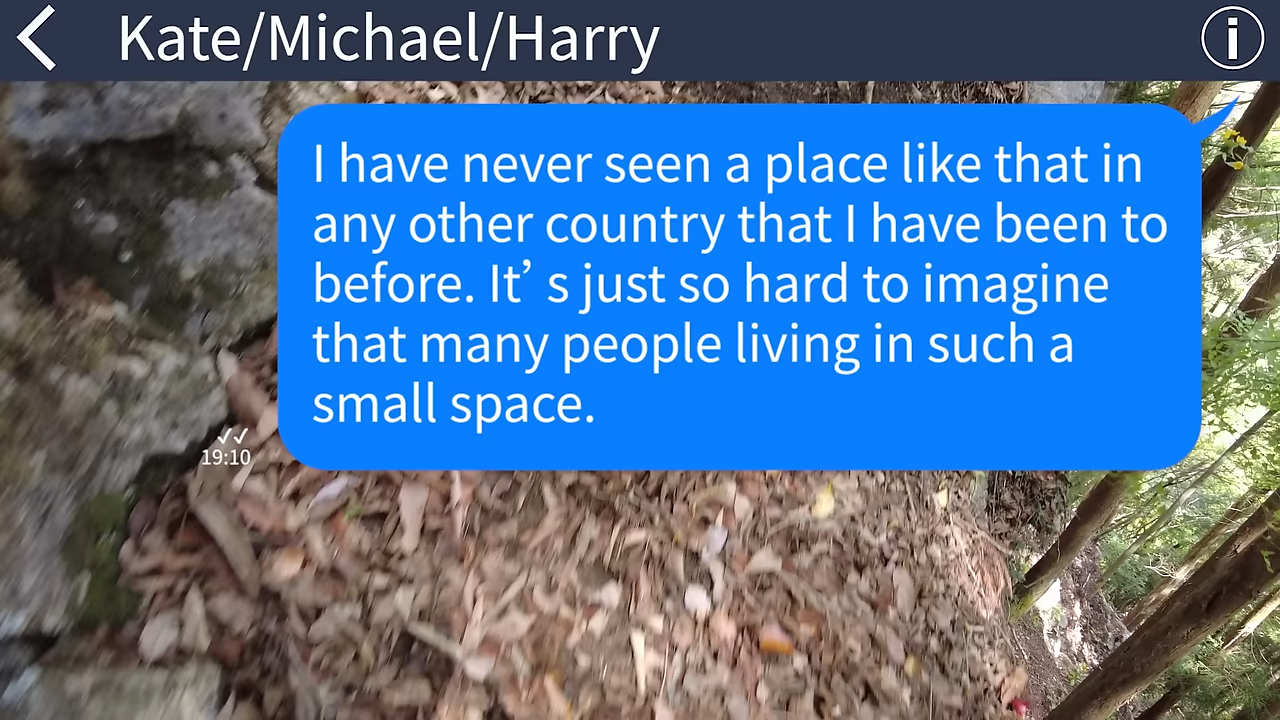 Kate/Michael/Harry
I have never seen a place like that in
any other country that I have been to
before. It’ s just so hard to imagine
that many people living in such a
small space.
19:10